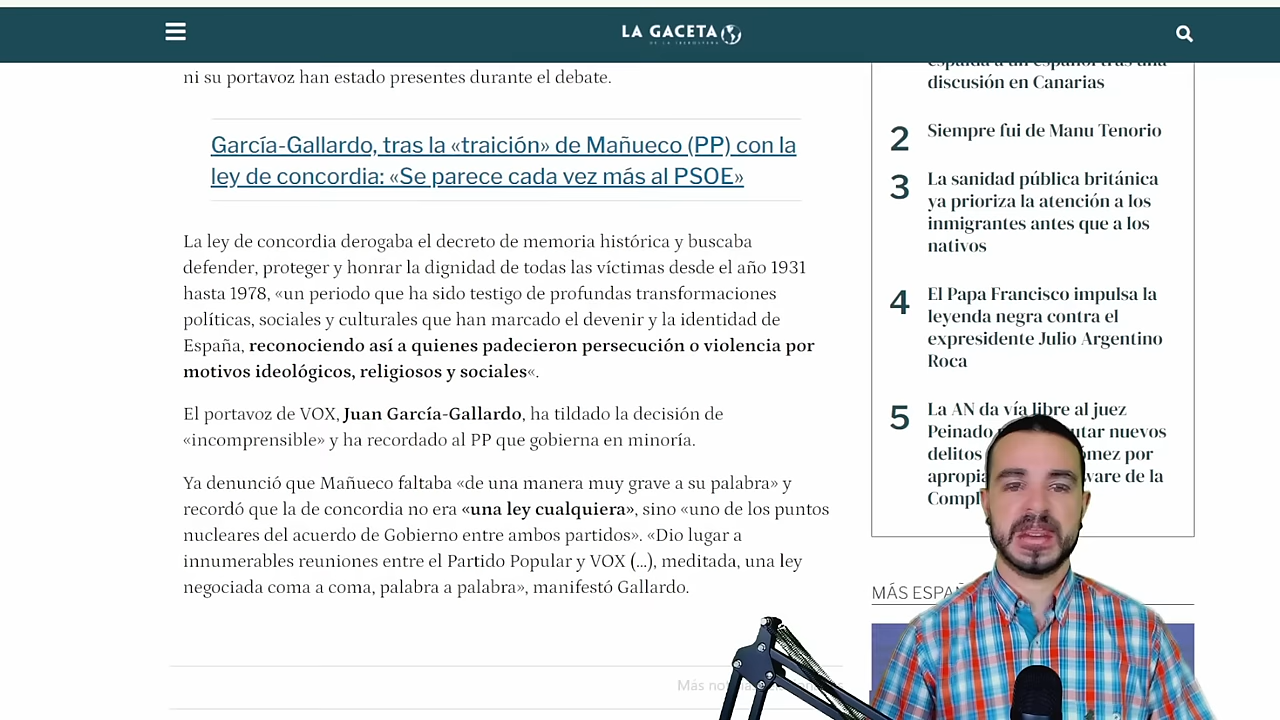 LA GACETA
DE LA IBEROSFERA
ni su portavoz han estado presentes durante el debate.
García-Gallardo, tras la «traición» de Mañueco (PP) con la
ley de concordia: «Se parece cada vez más al PSOE»
La ley de concordia derogaba el decreto de memoria histórica y buscaba
defender, proteger y honrar la dignidad de todas las víctimas desde el año 1931
hasta 1978, «un periodo que ha sido testigo de profundas transformaciones
políticas, sociales y culturales que han marcado el devenir y la identidad de
España, reconociendo así a quienes padecieron persecución o violencia por
motivos ideológicos, religiosos y sociales«.
El portavoz de VOX, Juan García-Gallardo, ha tildado la decisión de
«incomprensible» y ha recordado al PP que gobierna en minoría.
Ya denunció que Mañueco faltaba «de una manera muy grave a su palabra» y
recordó que la de concordia no era «una ley cualquiera», sino «uno de los puntos
nucleares del acuerdo de Gobierno entre ambos partidos». «Dio lugar a
innumerables reuniones entre el Partido Popular y VOX (...), meditada, una ley
negociada coma a coma, palabra a palabra», manifestó Gallardo.
Más
español tras una
discusión en Canarias
2 Siempre fui de Manu Tenorio
3 La sanidad pública británica
ya prioriza la atención a los
inmigrantes antes que a los
nativos
4 El Papa Francisco impulsa la
leyenda negra contra el
expresidente Julio Argentino
Roca
5 La AN da vía libre al juez
Peinado nuevos
delitos por
de la
MÁS